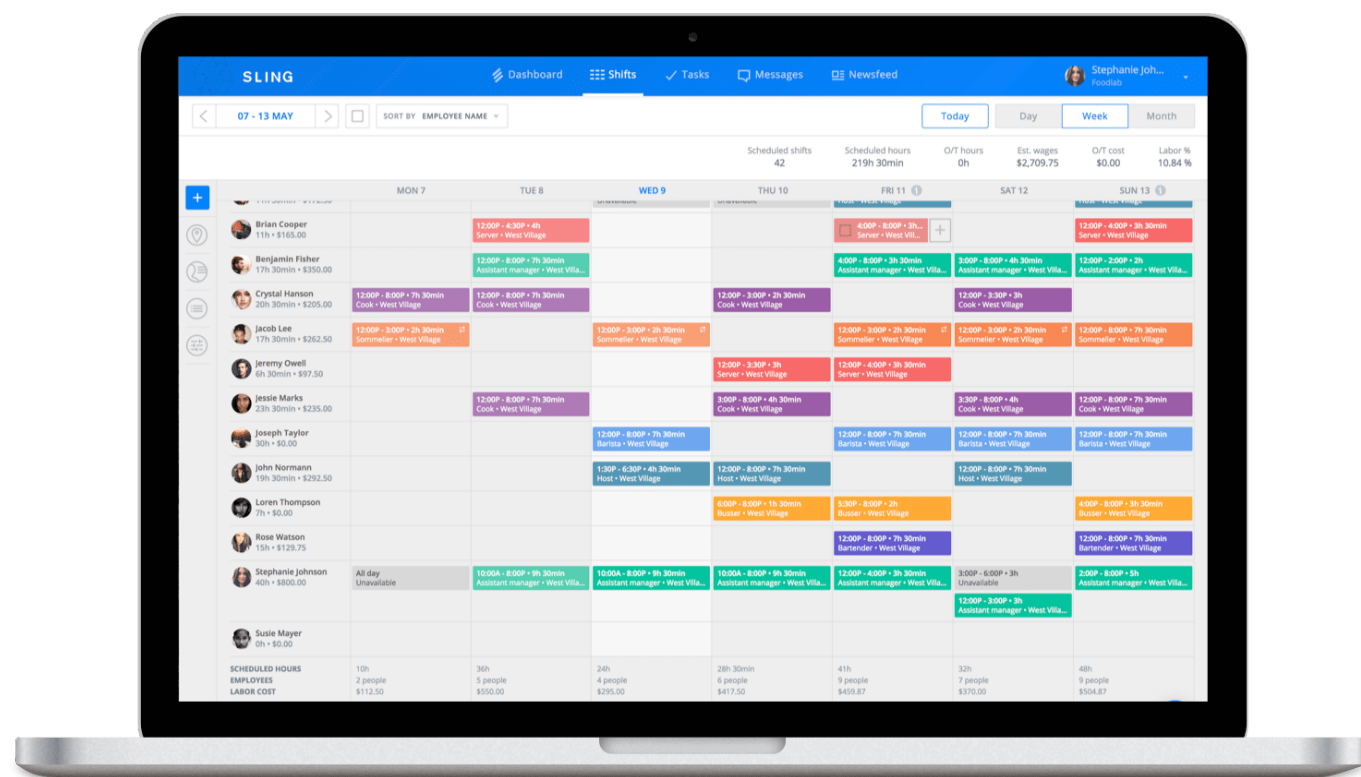 SLING
Dashboard
Shifts
Tasks
Messages
Newsfeed
Stephanie Joh...
Foodlab
07 - 13 MAY
SORT BY EMPLOYEE NAME
Today
Day
Week
Month
Scheduled shifts
42
Scheduled hours
219h 30min
O/T hours
0h
Est. wages
$2,709.75
O/T cost
$0.00
Labor %
10.84 %
MON 7
TUE 8
WED 9
THU 10
FRI 11
SAT 12
SUN 13
Brian Cooper
11h • $165.00
12:00P - 4:30P • 4h
Server • West Village
4:00P - 8:00P • 3h...
Server • West Vill...
12:00P - 4:00P • 3h 30min
Server • West Village
Benjamin Fisher
17h 30min • $350.00
12:00P - 8:00P • 7h 30min
Assistant manager • West Villa...
4:00P - 8:00P • 3h 30min
Assistant manager • West Villa...
3:00P - 8:00P • 4h 30min
Assistant manager • West Villa...
12:00P - 2:00P • 2h
Assistant manager • West Villa...
Crystal Hanson
20h 30min • $205.00
12:00P - 8:00P • 7h 30min
Cook • West Village
12:00P - 8:00P • 7h 30min
Cook • West Village
12:00P - 3:00P • 2h 30min
Cook • West Village
12:00P - 3:30P • 3h
Cook • West Village
Jacob Lee
17h 30min • $262.50
12:00P - 3:00P • 2h 30min
Sommelier • West Village
12:00P - 3:00P • 2h 30min
Sommelier • West Village
12:00P - 3:00P • 2h 30min
Sommelier • West Village
12:00P - 3:00P • 2h 30min
Sommelier • West Village
12:00P - 8:00P • 7h 30min
Sommelier • West Village
Jeremy Owell
6h 30min • $97.50
12:00P - 3:30P • 3h
Server • West Village
12:00P - 4:00P • 3h 30min
Server • West Village
Jessie Marks
23h 30min • $235.00
12:00P - 8:00P • 7h 30min
Cook • West Village
3:00P - 8:00P • 4h 30min
Cook • West Village
3:30P - 8:00P • 4h
Cook • West Village
12:00P - 8:00P • 7h 30min
Cook • West Village
Joseph Taylor
30h • $0.00
12:00P - 8:00P • 7h 30min
Barista • West Village
12:00P - 8:00P • 7h 30min
Barista • West Village
12:00P - 8:00P • 7h 30min
Barista • West Village
12:00P - 8:00P • 7h 30min
Barista • West Village
John Normann
19h 30min • $292.50
1:30P - 6:30P • 4h 30min
Host • West Village
12:00P - 8:00P • 7h 30min
Host • West Village
12:00P - 8:00P • 7h 30min
Host • West Village
Loren Thompson
7h • $0.00
6:00P - 8:00P • 1h 30min
Busser • West Village
5:30P - 8:00P • 2h
Busser • West Village
4:00P - 8:00P • 3h 30min
Busser • West Village
Rose Watson
15h • $129.75
12:00P - 8:00P • 7h 30min
Bartender • West Village
12:00P - 8:00P • 7h 30min
Bartender • West Village
Stephanie Johnson
40h • $800.00
All day
Unavailable
10:00A - 8:00P • 9h 30min
Assistant manager • West Villa...
10:00A - 8:00P • 9h 30min
Assistant manager • West Villa...
10:00A - 8:00P • 9h 30min
Assistant manager • West Villa...
12:00P - 4:00P • 3h 30min
Assistant manager • West Villa...
3:00P - 6:00P • 3h
Unavailable
2:00P - 8:00P • 5h
Assistant manager • West Villa...
12:00P - 3:00P • 3h
Assistant manager • West Villa...
Susie Mayer
0h • $0.00
SCHEDULED HOURS
10h
36h
24h
28h 30min
41h
32h
48h
EMPLOYEES
2 people
5 people
4 people
6 people
9 people
7 people
9 people
LABOR COST
$112.50
$550.00
$295.00
$417.50
$459.87
$370.00
$504.87